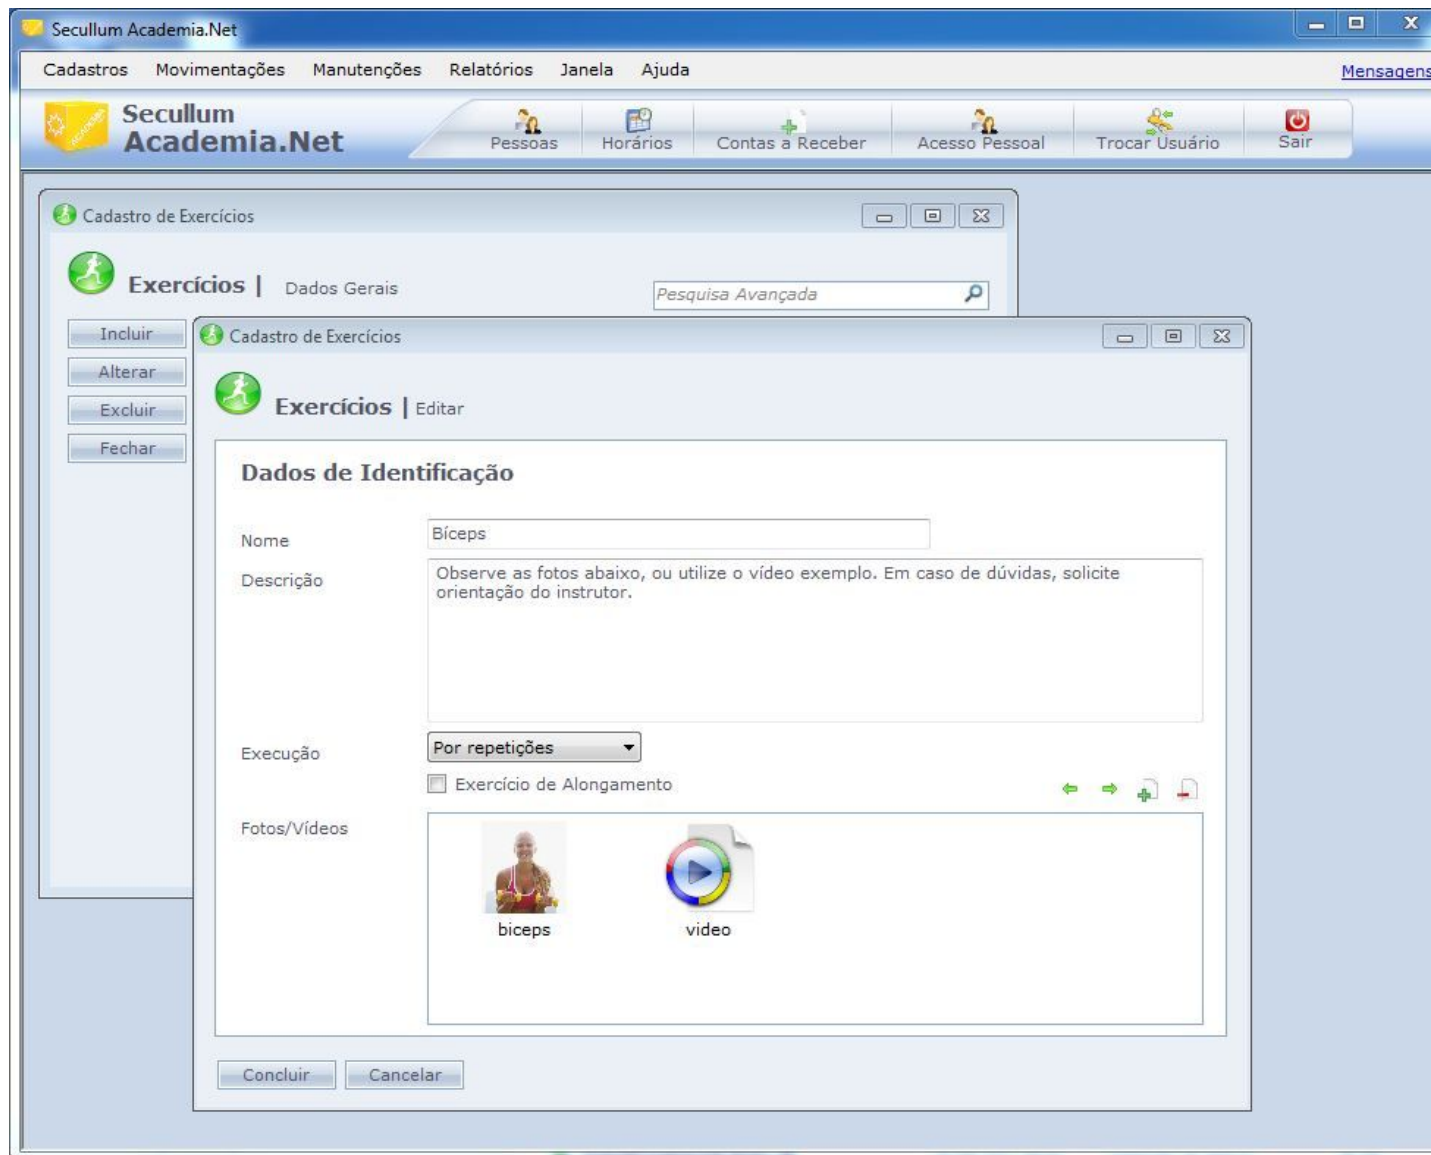 Secullum Academia.Net
Cadastros Movimentações Manutenções Relatórios Janela Ajuda Mensagens
Secullum
Academia.Net
Pessoas Horários Contas a Receber Acesso Pessoal Trocar Usuário Sair
Cadastro de Exercícios
Exercícios | Dados Gerais
Pesquisa Avançada
Incluir
Alterar
Excluir
Fechar
Cadastro de Exercícios
Exercícios | Editar
Dados de Identificação
Nome Bíceps
Descrição Observe as fotos abaixo, ou utilize o vídeo exemplo. Em caso de dúvidas, solicite
orientação do instrutor.
Execução Por repetições
Exercício de Alongamento
Fotos/Vídeos
biceps video
Concluir Cancelar